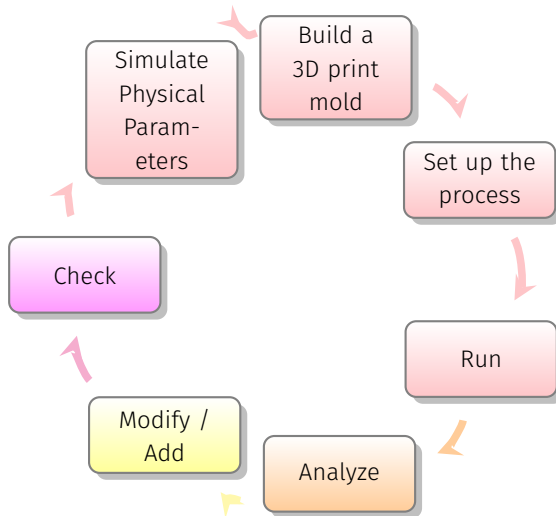 Build a
3D print
mold
Set up the
process
Run
Analyze
Modify /
Add
Check
Simulate
Physical
Param-
eters